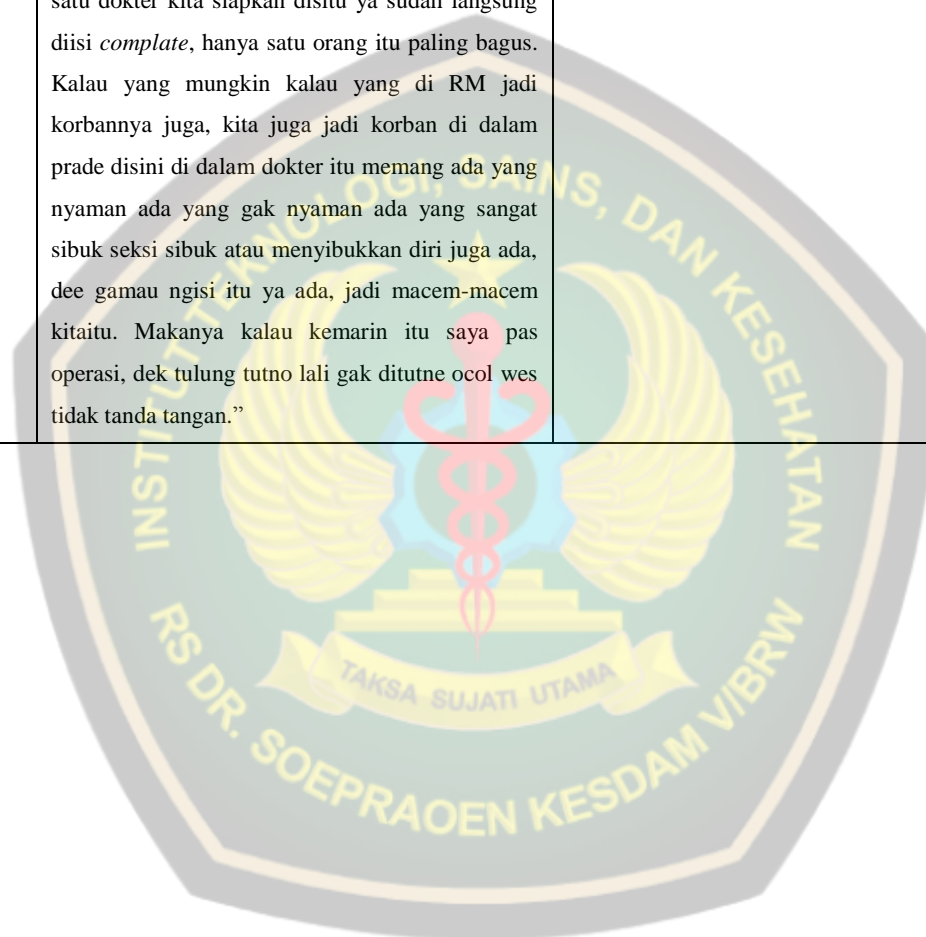 satu dokter kita siapkan disitu ya sudah langsung
diisi complate, hanya satu orang itu paling bagus.
Kalau yang mungkin kalau yang di RM jadi
korbannya juga, kita juga jadi korban di dalam
prade disini di dalam dokter itu memang ada yang
nyaman ada yang gak nyaman ada yang sangat
sibuk seksi sibuk atau menyibukkan diri juga ada,
dee gamau ngisi itu ya ada, jadi macem-macem
kitaitu. Makanya kalau kemarin itu saya pas
operasi, dek tulung tutno lali gak ditutne ocol wes
tidak tanda tangan.”
INSTITUT TEKNOLOGI, SAINS, DAN KESEHATAN
TAKSA SUJATI UTAMA
RS DR. SOEPRAOEN KESDAM V/BRW